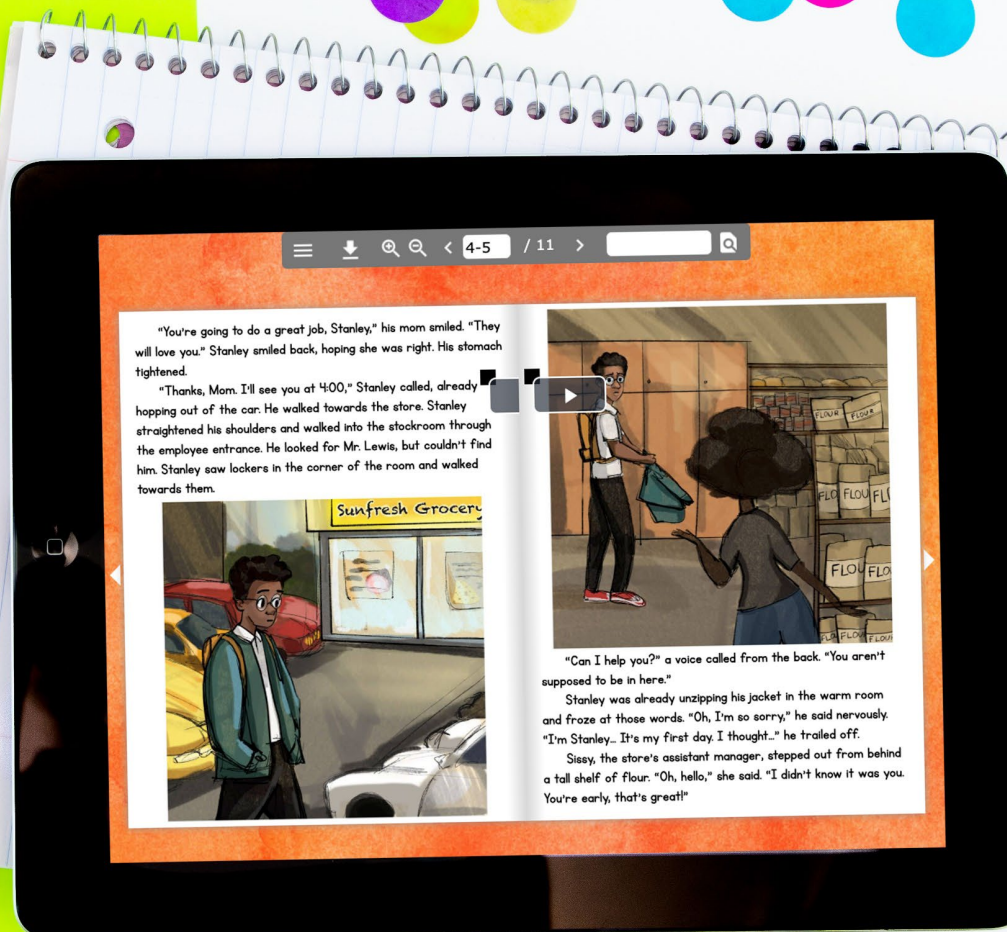 4-5 / 11
"You're going to do a great job, Stanley," his mom smiled. "They
will love you." Stanley smiled back, hoping she was right. His stomach
tightened.
"Thanks, Mom. I'll see you at 4:00," Stanley called, already
hopping out of the car. He walked towards the store. Stanley
straightened his shoulders and walked into the stockroom through
the employee entrance. He looked for Mr. Lewis, but couldn't find
him. Stanley saw lockers in the corner of the room and walked
towards them.
Sunfresh Grocery
FLOUR FLOUR
FLO FLOU FL
FLOU FLO
FLO FLOU FLOUR
"Can I help you?" a voice called from the back. "You aren't
supposed to be in here."
Stanley was already unzipping his jacket in the warm room
and froze at those words. "Oh, I'm so sorry," he said nervously.
"I'm Stanley... It's my first day. I thought..." he trailed off.
Sissy, the store's assistant manager, stepped out from behind
a tall shelf of flour. "Oh, hello," she said. "I didn't know it was you.
You're early, that's great!"